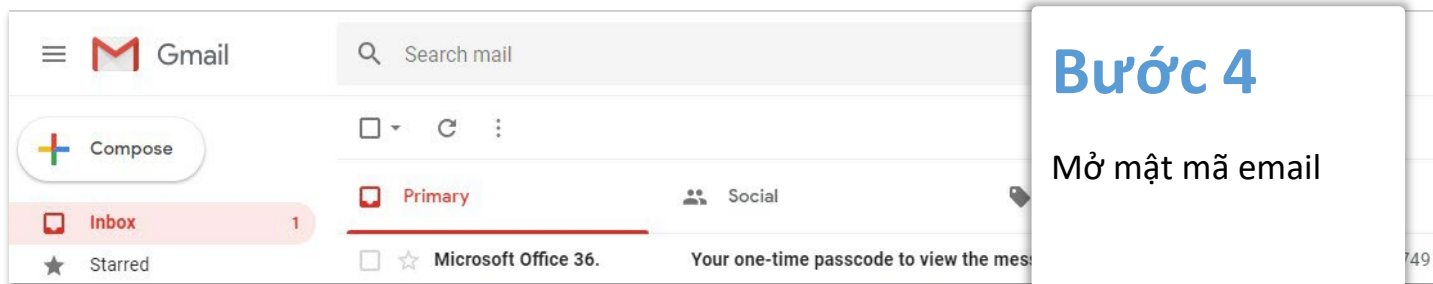 Gmail
Search mail
Bước 4
Mở mật mã email
Compose
Primary
Social
Inbox 1
Starred
Microsoft Office 36. Your one-time passcode to view the 749